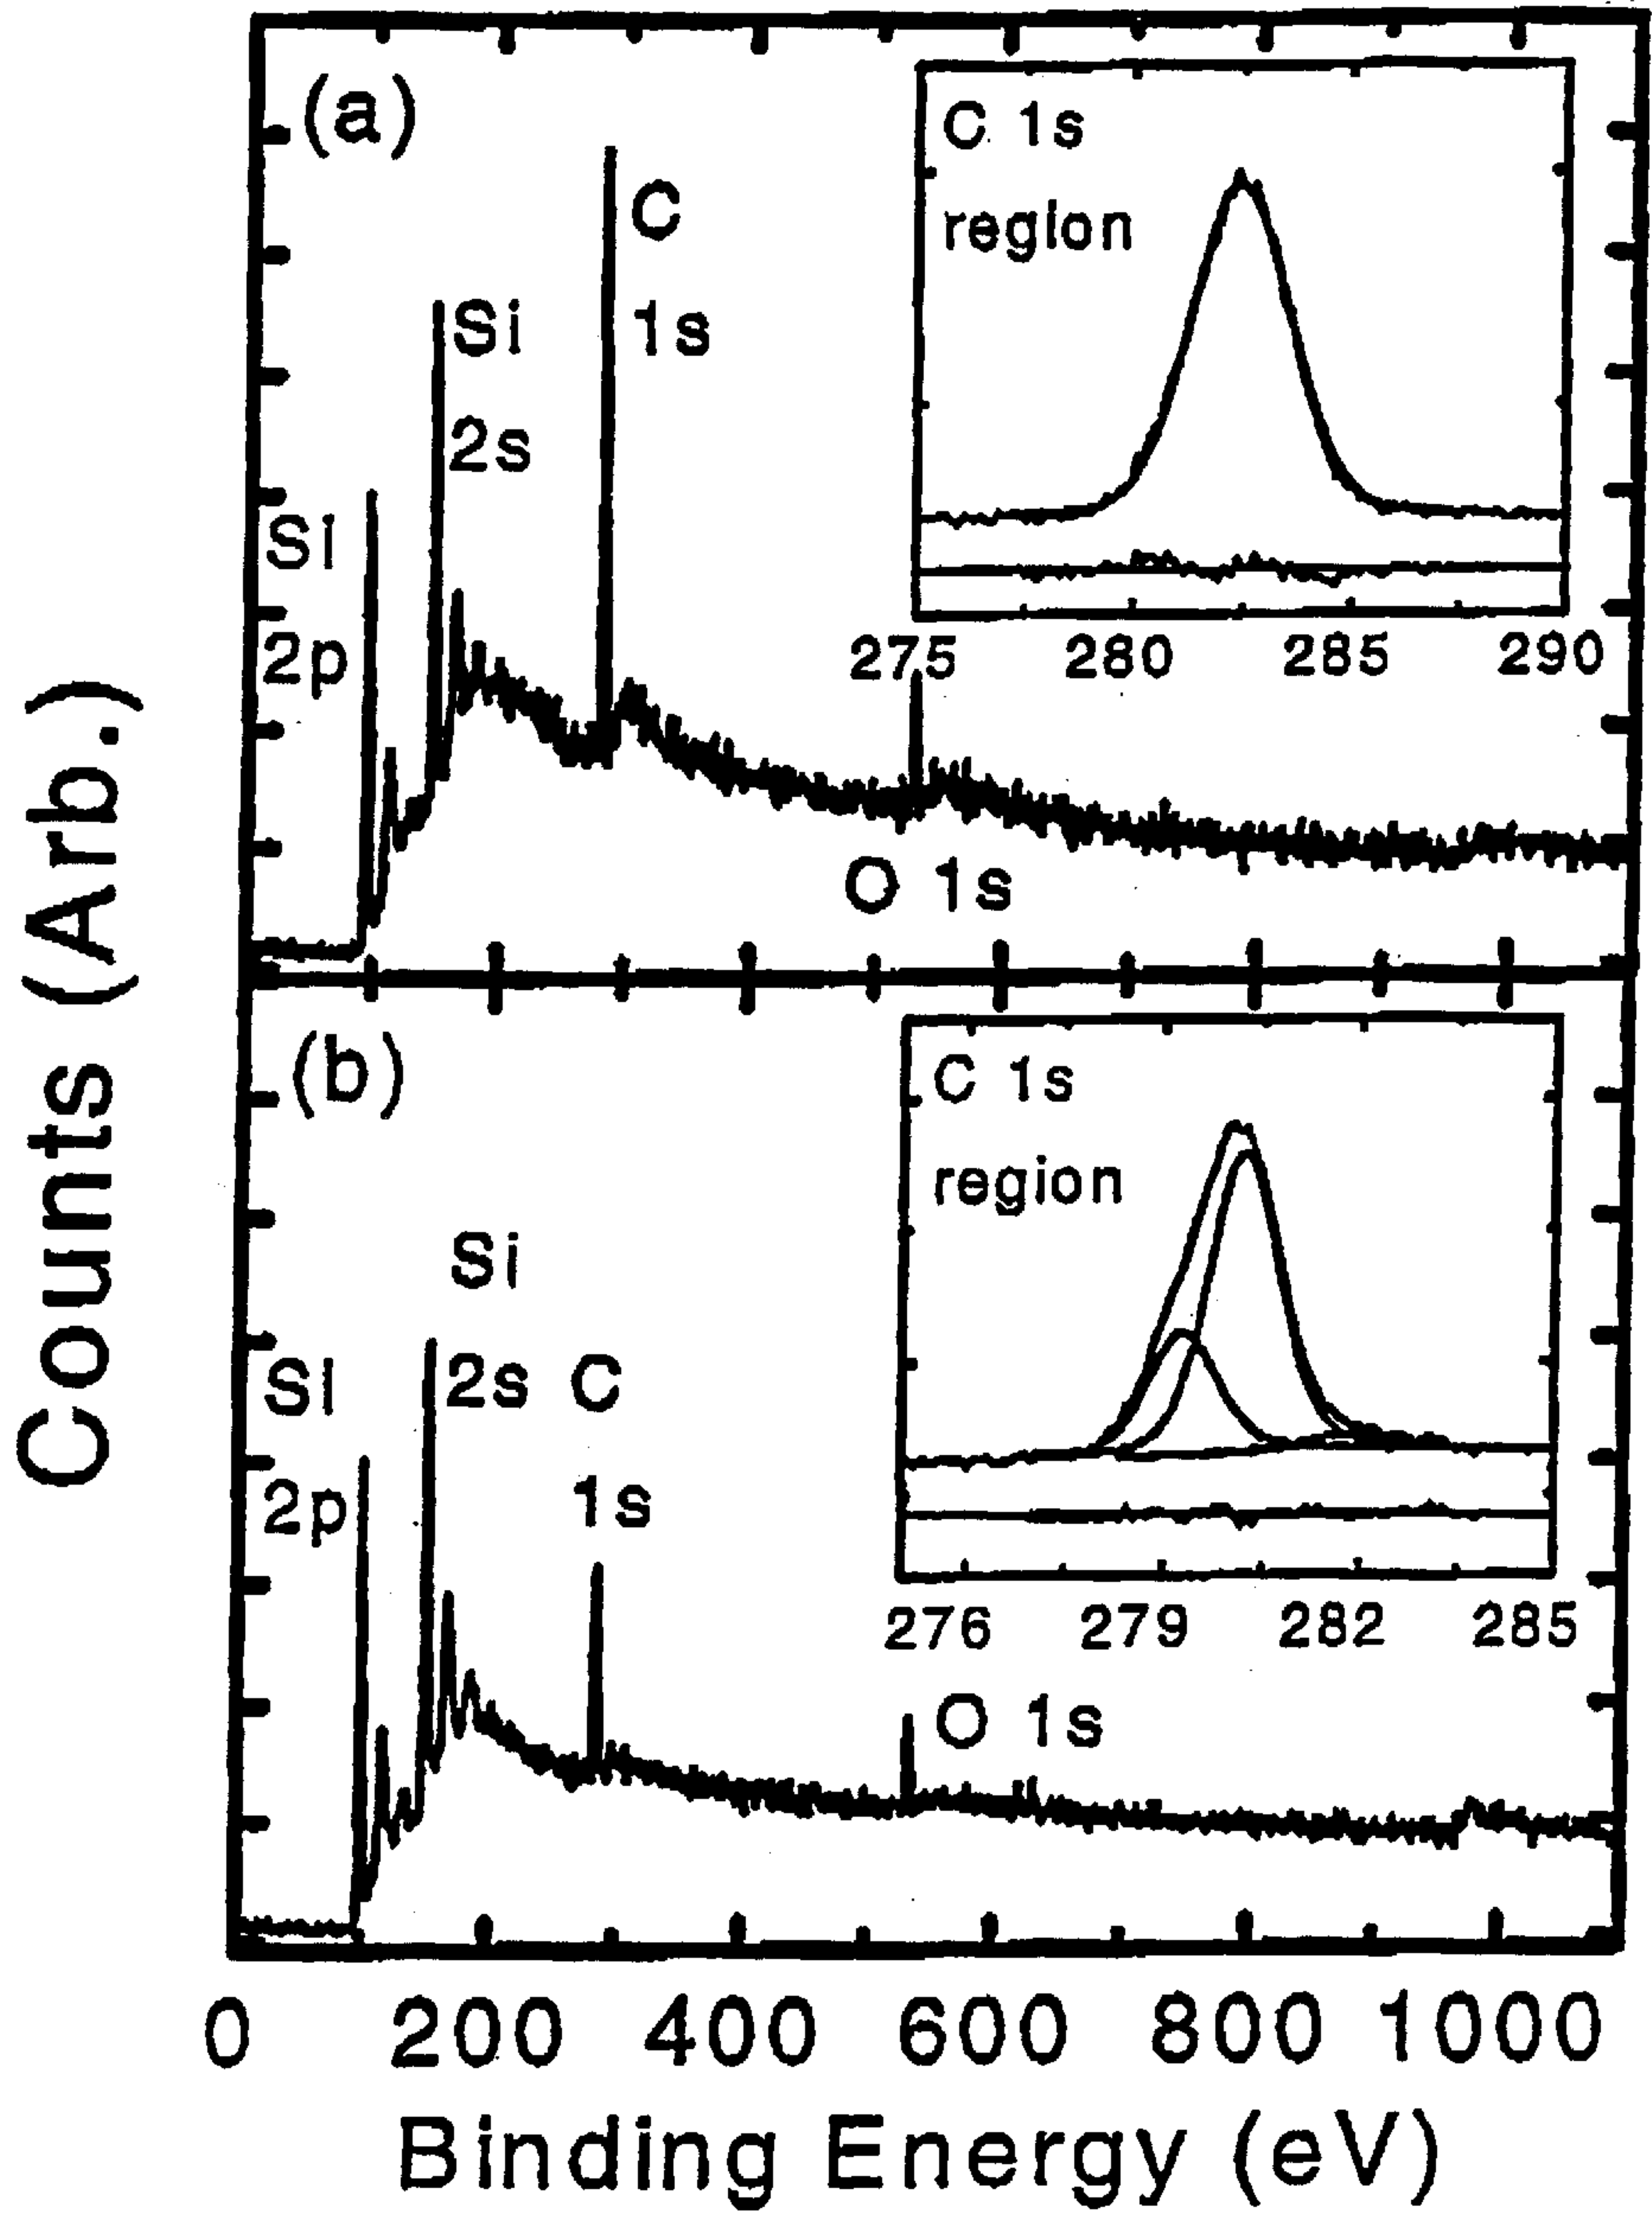 Counts (Arb.)
(a)
C 1s
region
C
1s
Si
2s
Si
2p
275 280 285 290
O 1s
(b)
C 1s
region
Si
2s
C
1s
Si
2p
276 279 282 285
O 1s
0 200 400 600 800 1000
Binding Energy (eV)